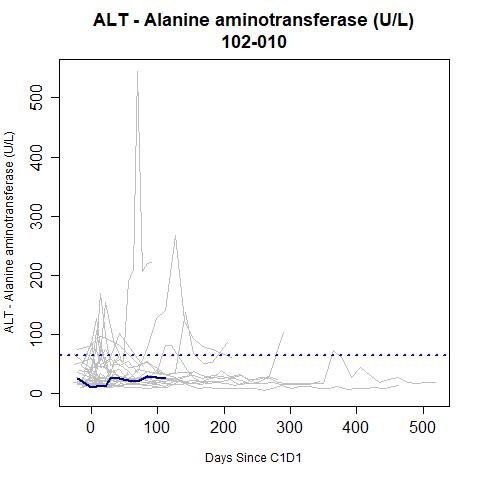 ALT - Alanine aminotransferase (U/L)
102-010
ALT - Alanine aminotransferase (U/L)
500
400
300
200
100
0
0 100 200 300 400 500
Days Since C1D1